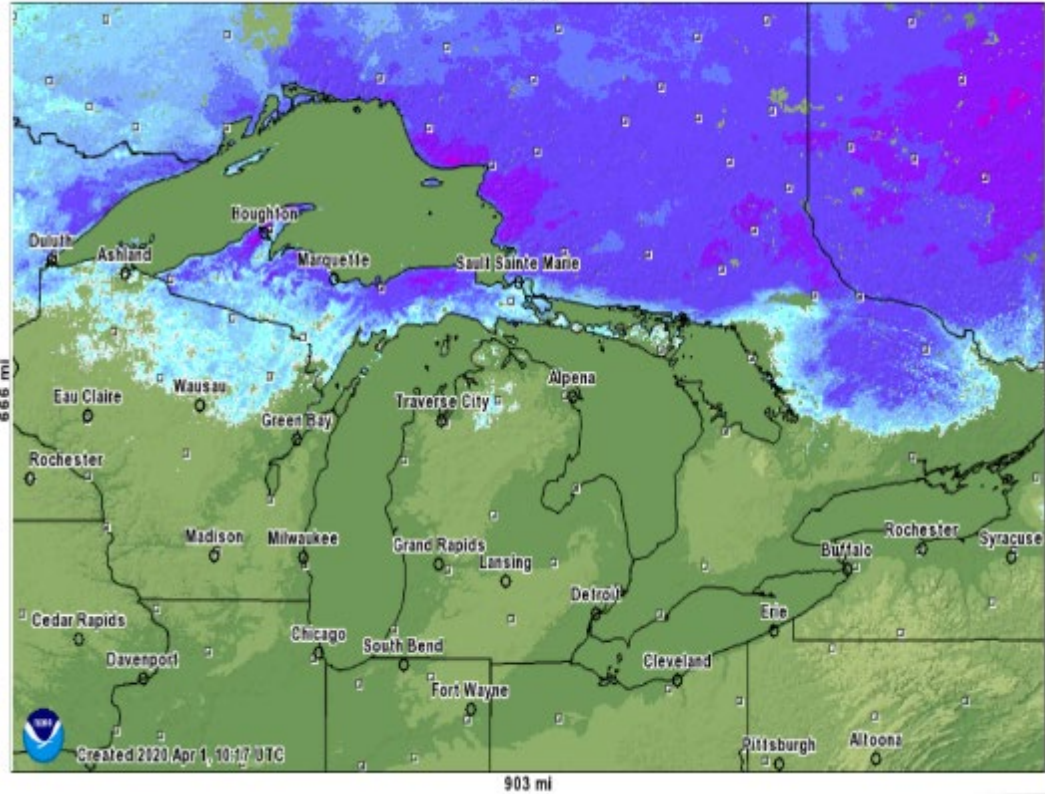 Houghton
Duluth
Ashland
Marquette
Sault Sainte Marie
666 mi
Eau Claire
Wausau
Traverse City
Alpena
Green Bay
Rochester
Madison
Milwaukee
Grand Rapids
Lansing
Rochester
Buffalo
Syracuse
Cedar Rapids
Detroit
Erie
Davenport
Chicago
South Bend
Cleveland
Fort Wayne
Pittsburgh
Altoona
Created 2020 Apr 1, 10:17 UTC
903 mi